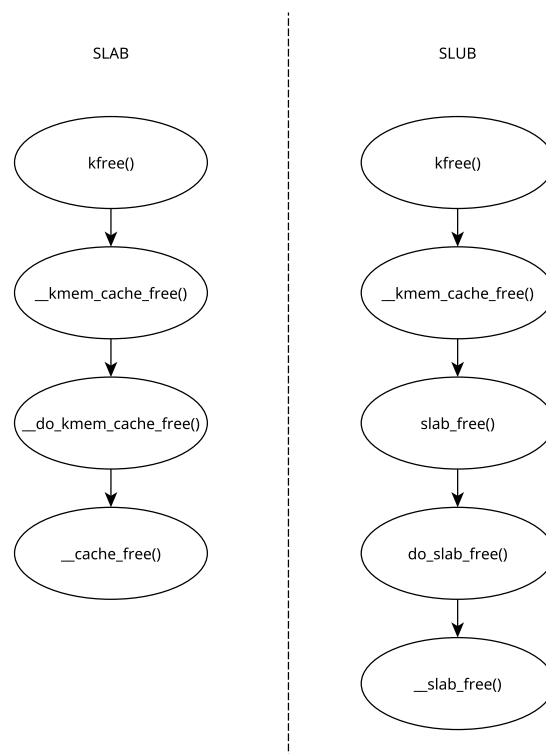 SLAB
kfree()
__kmem_cache_free()
__do_kmem_cache_free()
__cache_free()
SLUB
kfree()
__kmem_cache_free()
slab_free()
do_slab_free()
__slab_free()